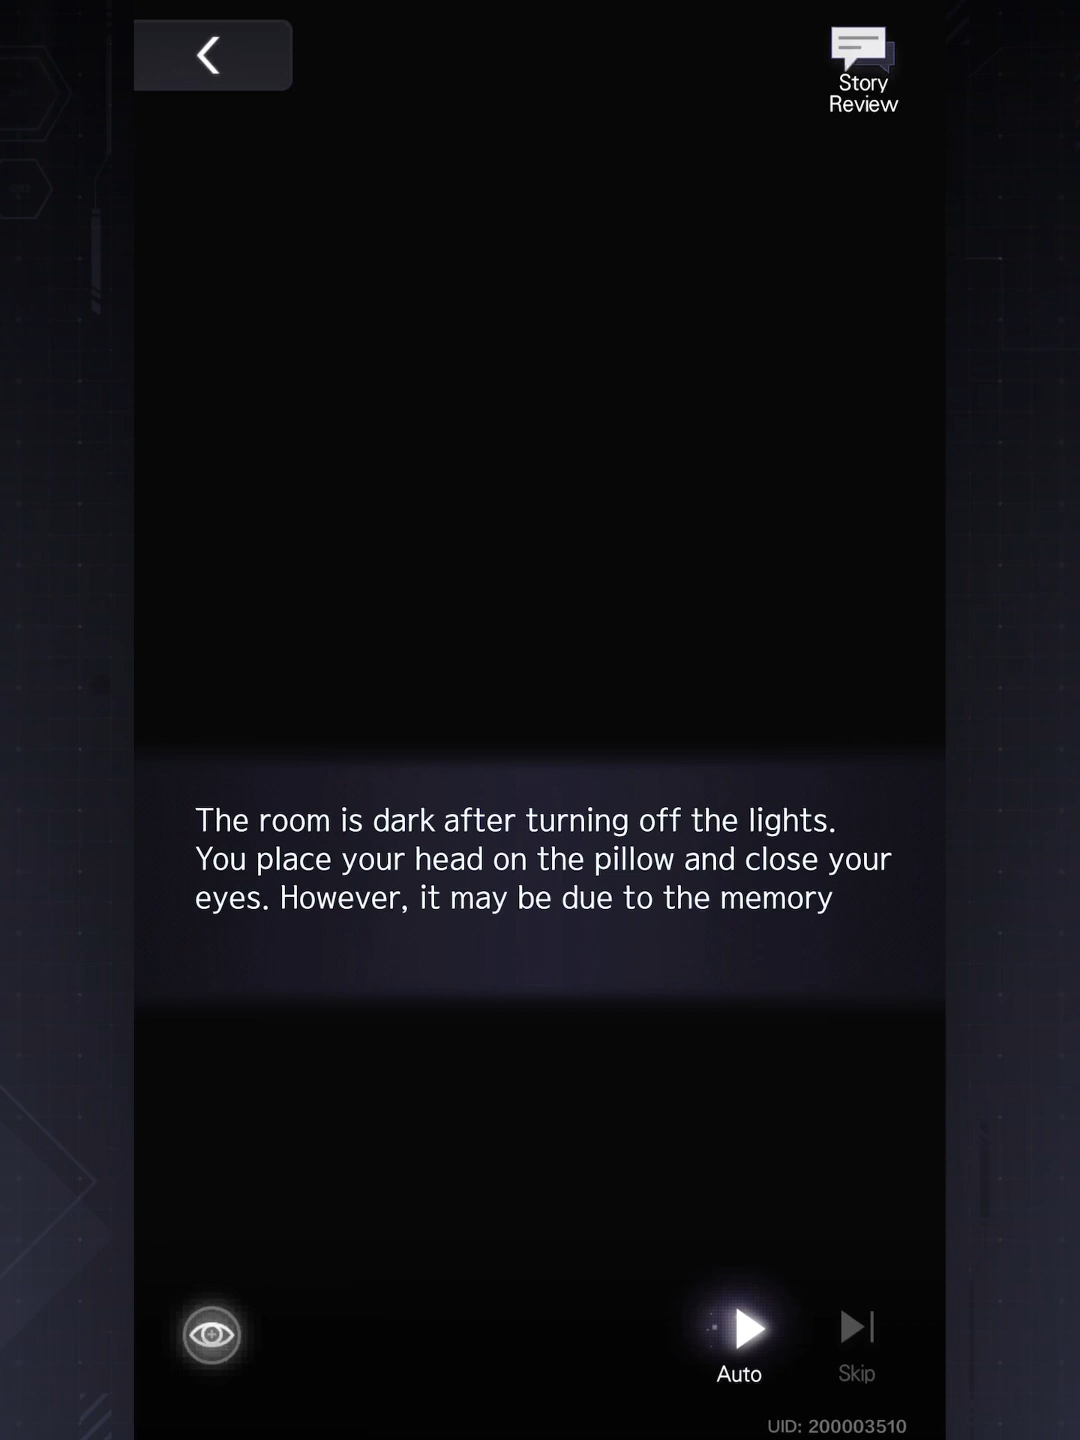 Story
Review
The room is dark after turning off the lights.
You place your head on the pillow and close your
eyes. However, it may be due to the memory
Auto
Skip
UID: 200003510